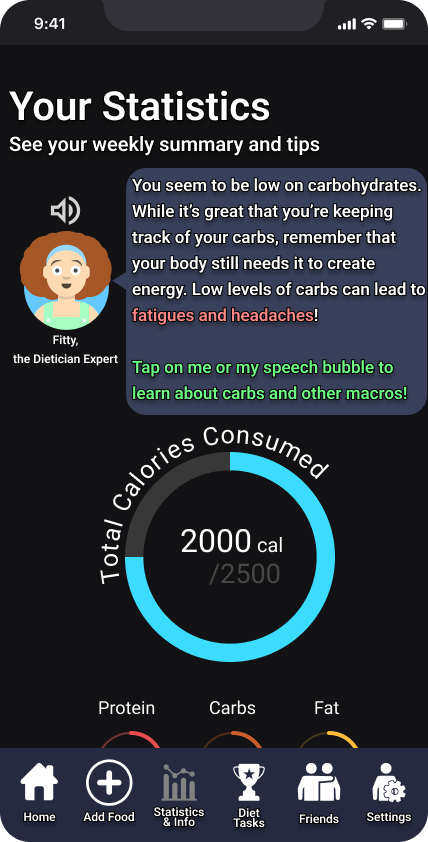 9:41
Your Statistics
See your weekly summary and tips
You seem to be low on carbohydrates.
While it's great that you're keeping
track of your carbs, remember that
your body still needs it to create
energy. Low levels of carbs can lead to
fatigues and headaches!
Tap on me or my speech bubble to
learn about carbs and other macros!
Fitty,
the Dietician Expert
Total Calories Consumed
2000 cal
/2500
Protein Carbs Fat
Home
Add Food
Statistics
& Info
Diet
Tasks
Friends
Settings